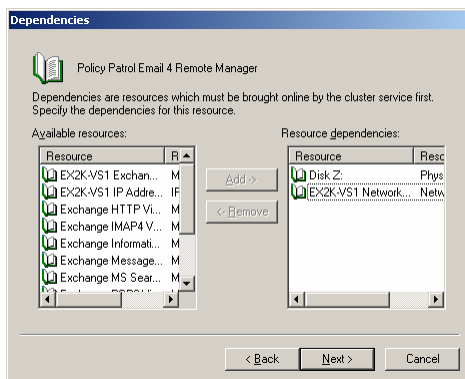 Dependencies
Policy Patrol Email 4 Remote Manager
Dependencies are resources which must be brought online by the cluster service first.
Specify the dependencies for this resource.
Available resources:
Resource R
EX2K-VS1 Exchan... M
EX2K-VS1 IP Addre... IF
Exchange HTTP Vi... M
Exchange IMAP4 V... M
Exchange Informati... M
Exchange Message... M
Exchange MS Sear... M
Add ->
<- Remove
Resource dependencies:
Resource Resc
Disk Z: Phys
EX2K-VS1 Network... Netw
< Back
Next >
Cancel